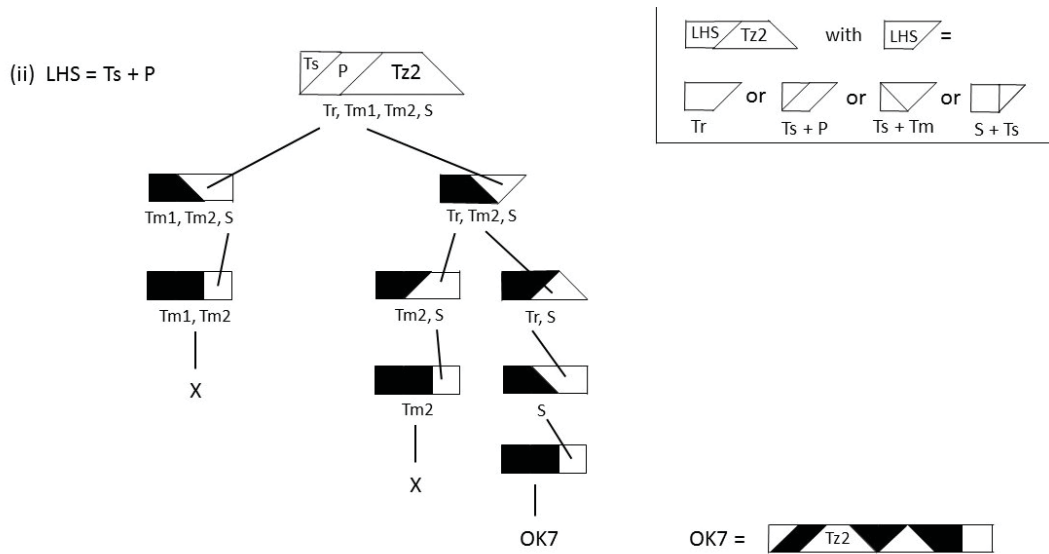 LHS Tz2 with LHS =
(ii) LHS = Ts + P
Ts P Tz2
or or or
Tr Ts + P Ts + Tm S + Ts
Tr, Tm1, Tm2, S
Tm1, Tm2, S Tr, Tm2, S
Tm1, Tm2 Tm2, S Tr, S
X Tm2 S
X
OK7 OK7 = Tz2